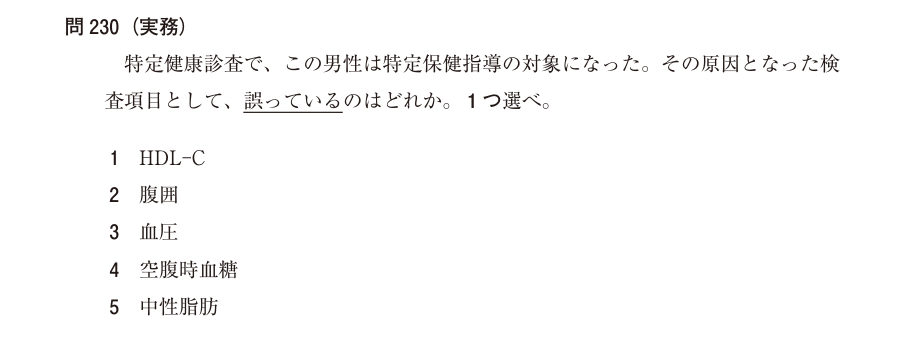 問 230（実務）
特定健康診査で、この男性は特定保健指導の対象になった。その原因となった検
査項目として、誤っているのはどれか。1つ選べ。
1 HDL-C
2 腹囲
3 血圧
4 空腹時血糖
5 中性脂肪